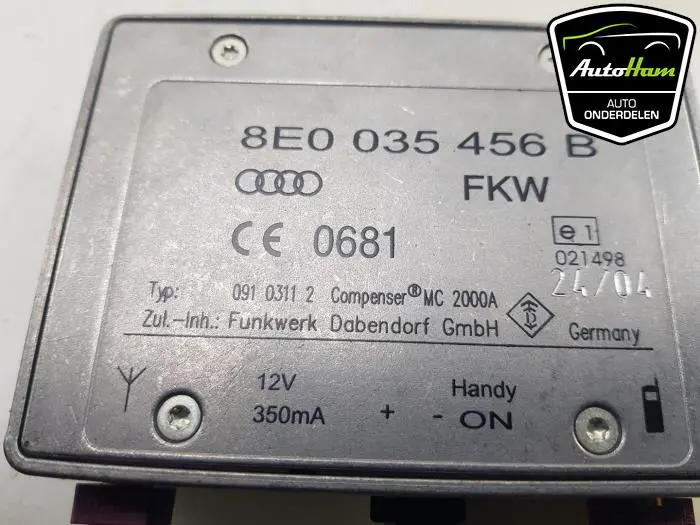 AutoHam
AUTO
ONDERDELEN
8E0 035 456 B
FKW
CE 0681
e1
021498
24/04
Typ: 091 0311 2 Compenser® MC 2000A
Zul.-Inh.: Funkwerk Dabendorf GmbH
Germany
12V
350mA
+ -
Handy
ON